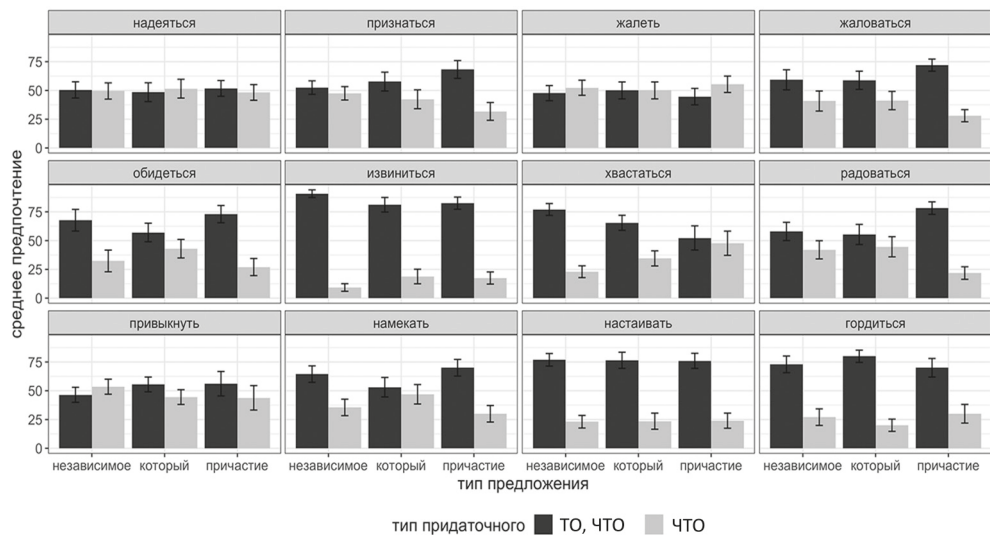 надеяться признаться жалеть жаловаться
75
50
25
0
обидеться извиниться хвастаться радоваться
75
50
25
0
привыкнуть намекать настаивать гордиться
75
50
25
0
среднее предпочтение
независимое который причастие независимое который причастие независимое который причастие независимое который причастие
тип предложения
тип придаточного ТО, ЧТО ЧТО